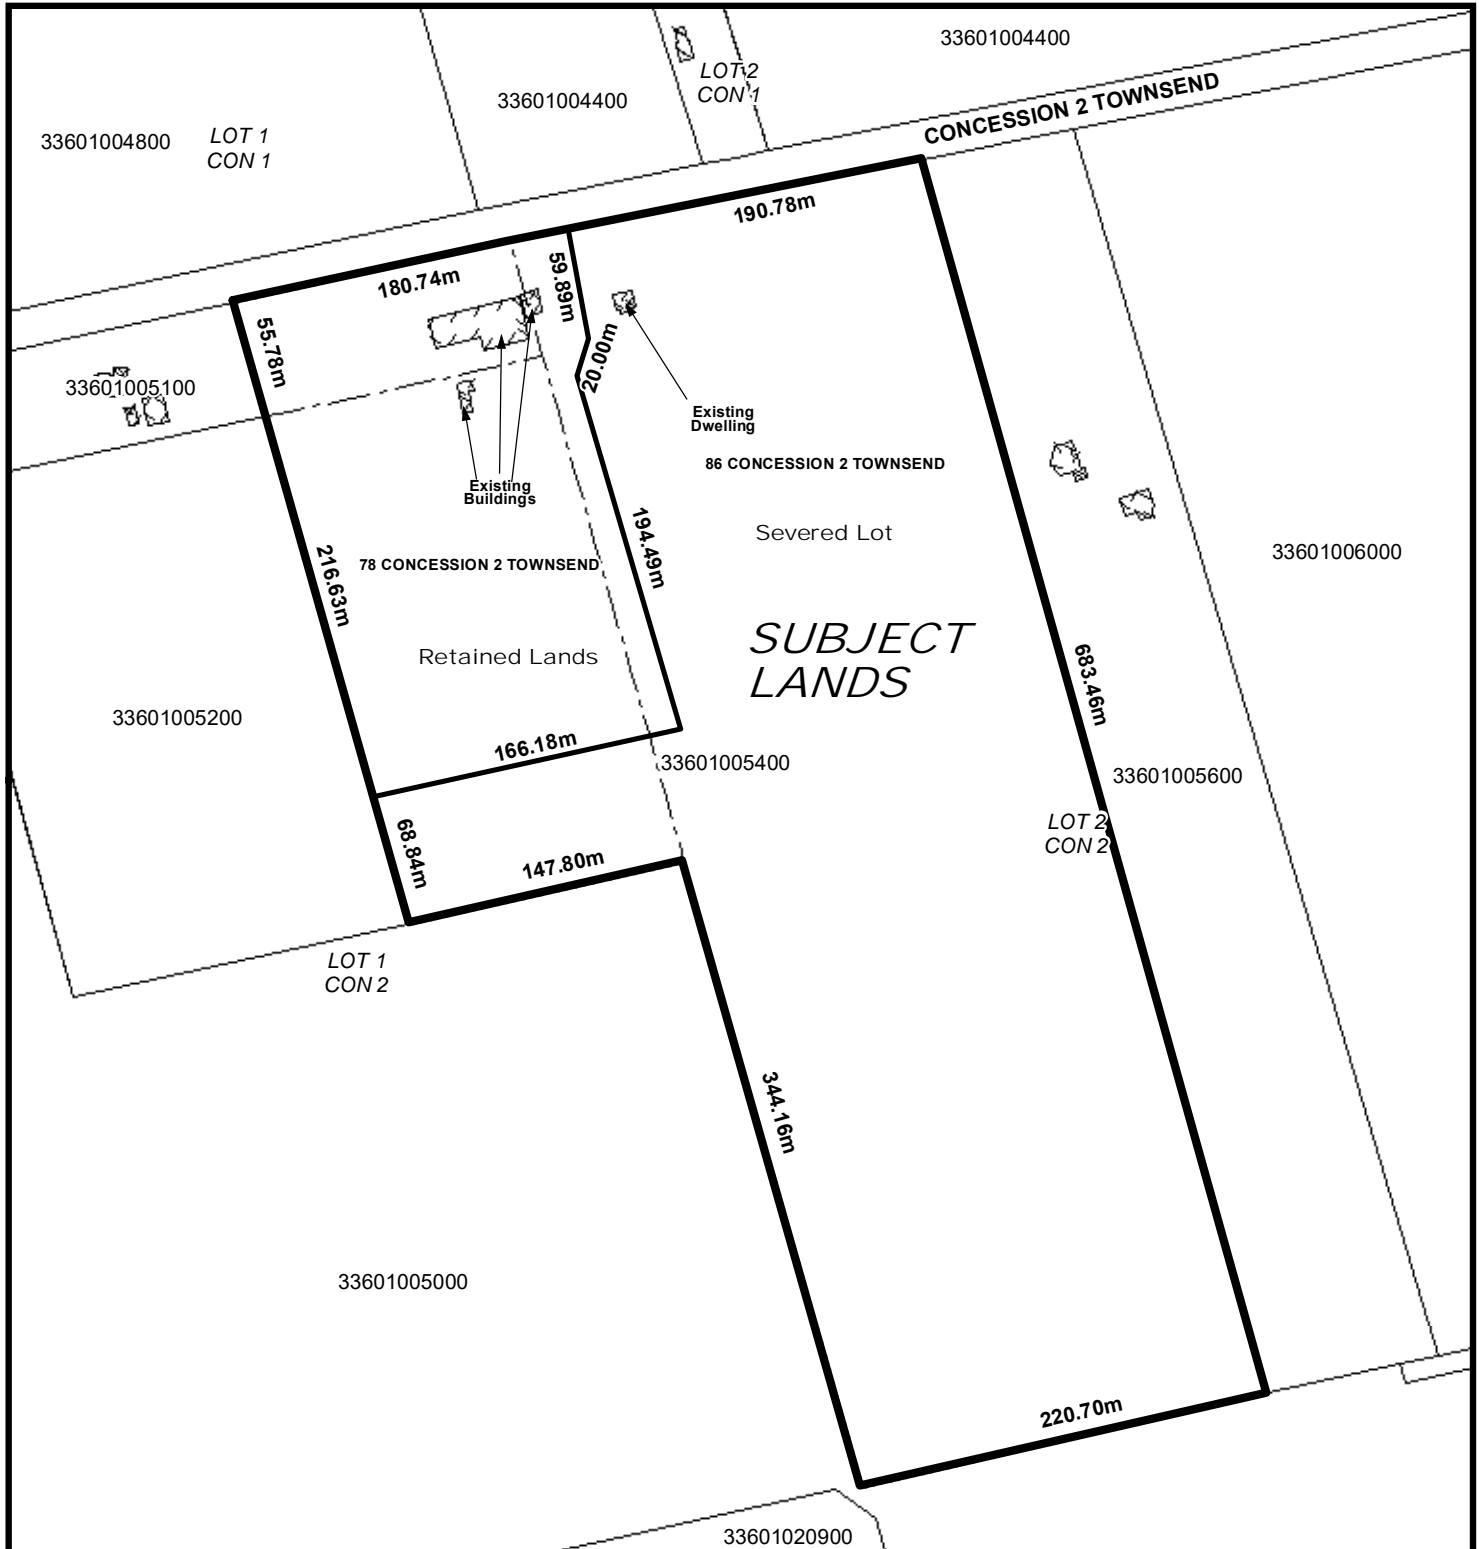 33601004400
LOT 2
CON 1
33601004400
CONCESSION 2 TOWNSEND
33601004800
LOT 1
CON 1
190.78m
180.74m
59.89m
55.78m
20.00m
33601005100
Existing
Dwelling
86 CONCESSION 2 TOWNSEND
Existing
Buildings
194.49m
Severed Lot
33601006000
216.63m
78 CONCESSION 2 TOWNSEND
SUBJECT
LANDS
Retained Lands
683.46m
33601005200
166.18m
33601005400
33601005600
LOT 2
CON 2
68.84m
147.80m
LOT 1
CON 2
344.16m
33601005000
220.70m
33601020900